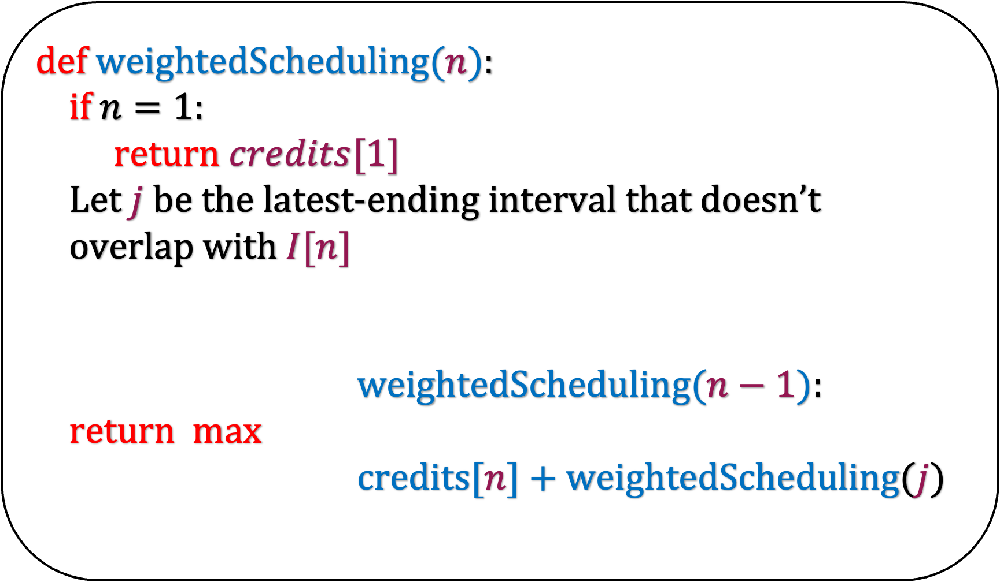 def weightedScheduling(n):
if n = 1:
return credits[1]
Let j be the latest-ending interval that doesn’t
overlap with I[n]
weightedScheduling(n − 1):
return max
credits[n] + weightedScheduling(j)